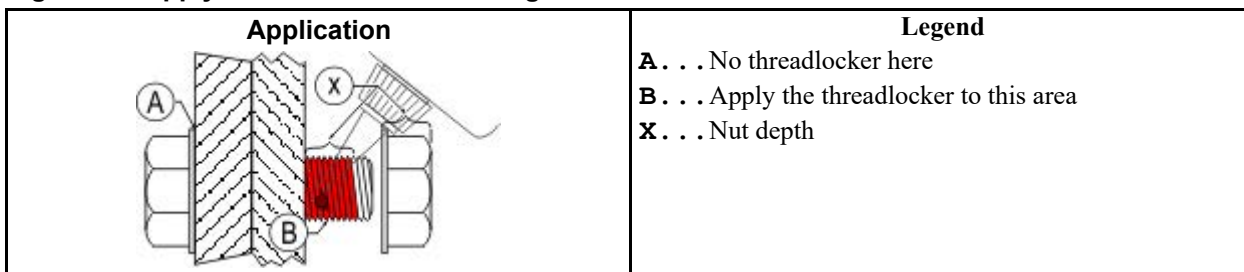 Application
Legend
A
X
B
A...No threadlocker here
B...Apply the threadlocker to this area
X...Nut depth